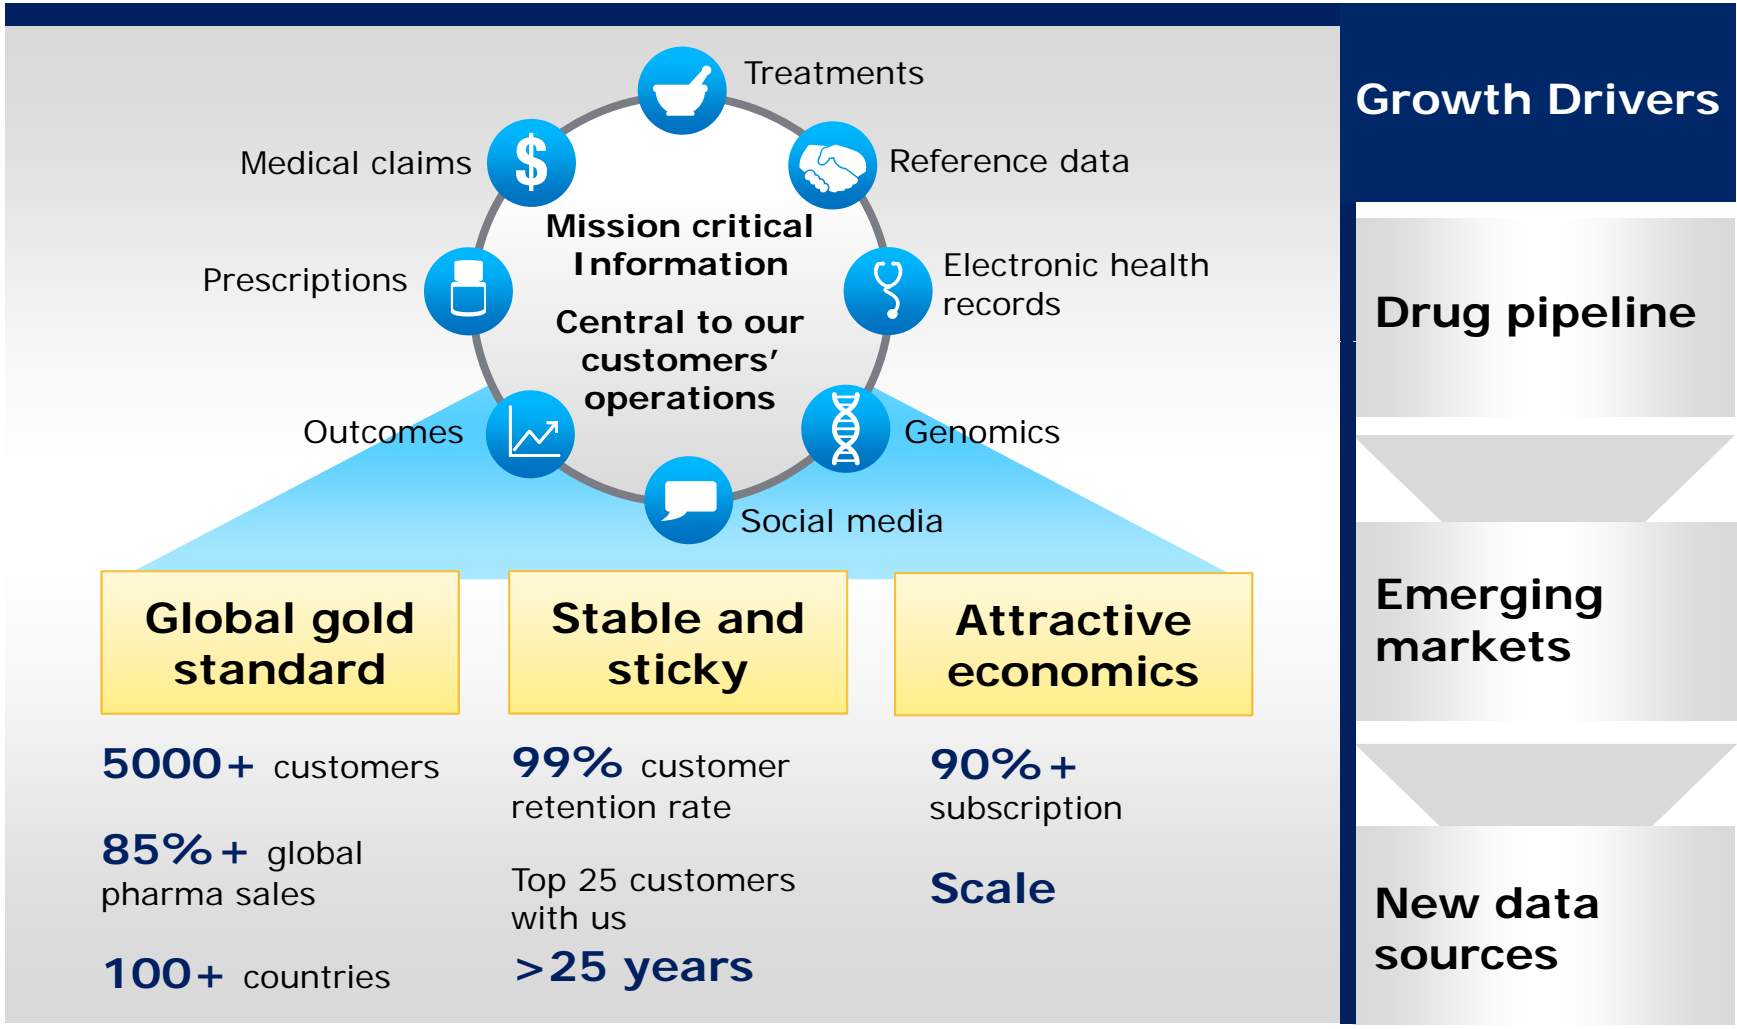 Treatments
Medical claims
$
Reference data
Prescriptions
Electronic health
records
Mission critical
Information
Central to our
customers’
operations
Outcomes
Genomics
Social media
Global gold
standard
5000+ customers
85%+ global
pharma sales
100+ countries
Stable and
sticky
99% customer
retention rate
Top 25 customers
with us
>25 years
Attractive
economics
90%+
subscription
Scale
Growth Drivers
Drug pipeline
Emerging
markets
New data
sources